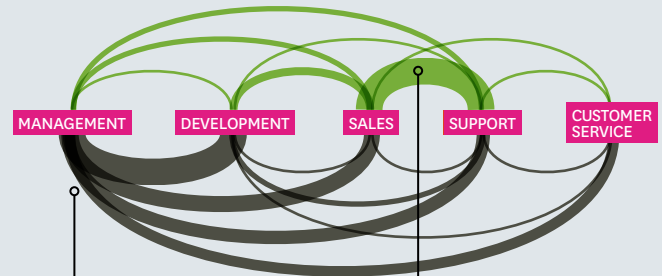 MANAGEMENT
DEVELOPMENT
SALES
SUPPORT
CUSTOMER
SERVICE